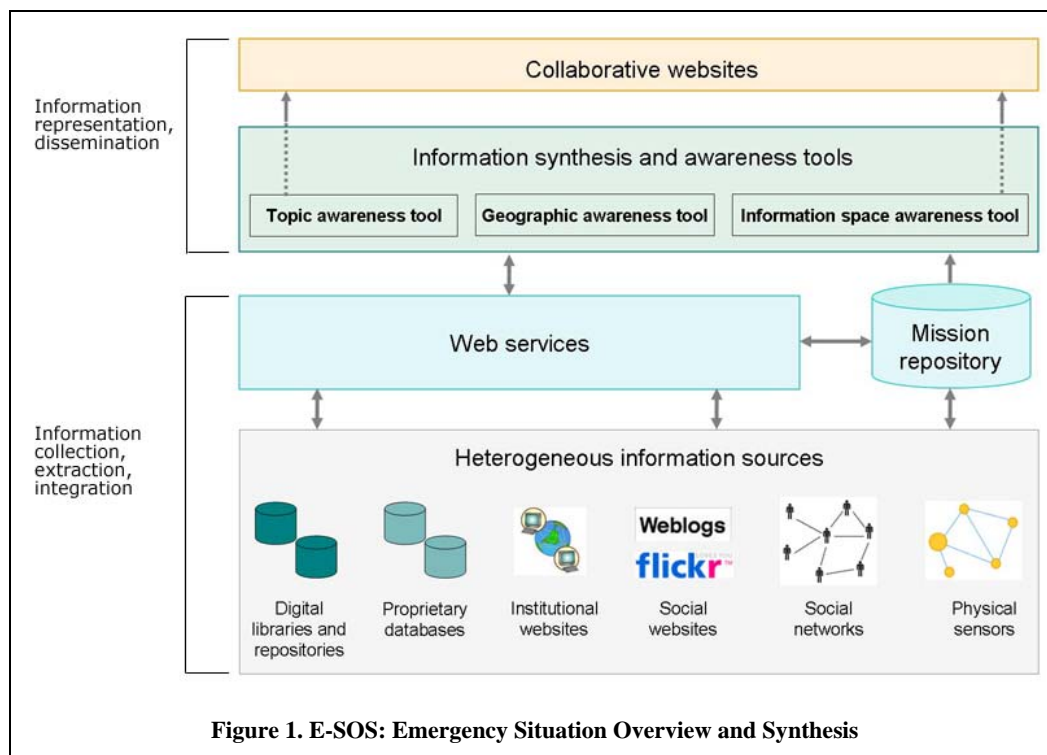 Collaborative websites
Information
representation,
dissemination
Information synthesis and awareness tools
Topic awareness tool
Geographic awareness tool
Information space awareness tool
Web services
Mission
repository
Information
collection,
extraction,
integration
Heterogeneous information sources
Weblogs
flickr™
Digital
libraries and
repositories
Proprietary
databases
Institutional
websites
Social
websites
Social
networks
Physical
sensors
Figure 1. E-SOS: Emergency Situation Overview and Synthesis